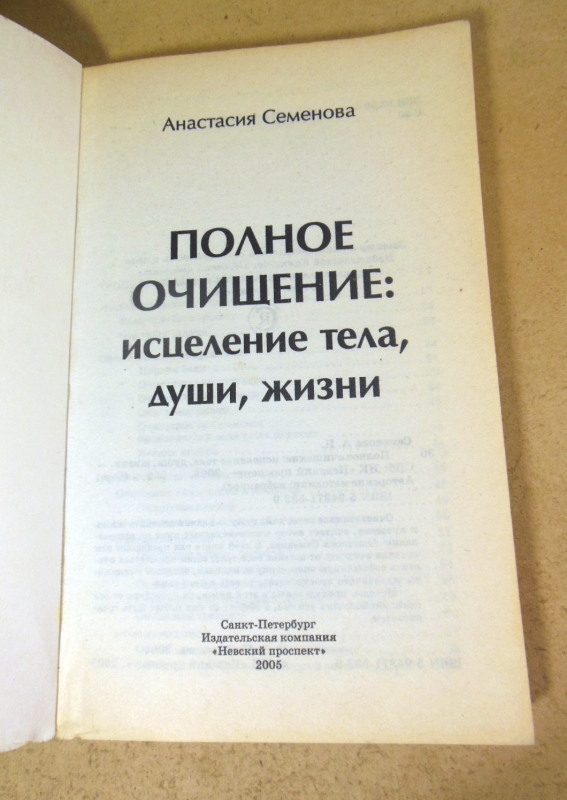 Анастасия Семенова
ПОЛНОЕ
ОЧИЩЕНИЕ:
исцеление тела,
души, жизни
Санкт-Петербург
Издательская компания
«Невский проспект»
2005